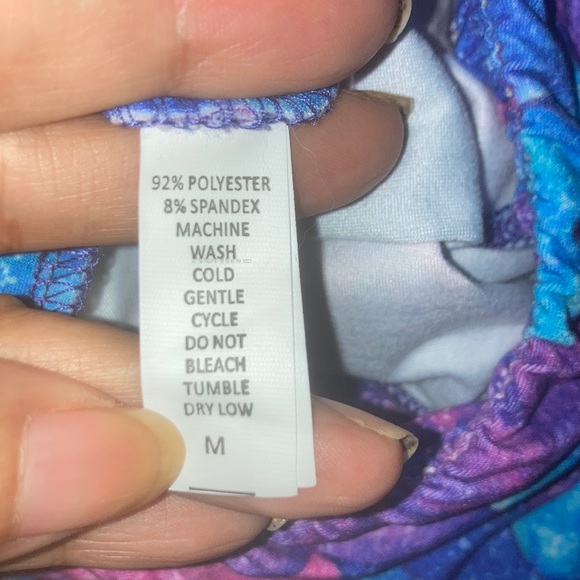 92% POLYESTER
8% SPANDEX
MACHINE
WASH
COLD
GENTLE
CYCLE
DO NOT
BLEACH
TUMBLE
DRY LOW
M